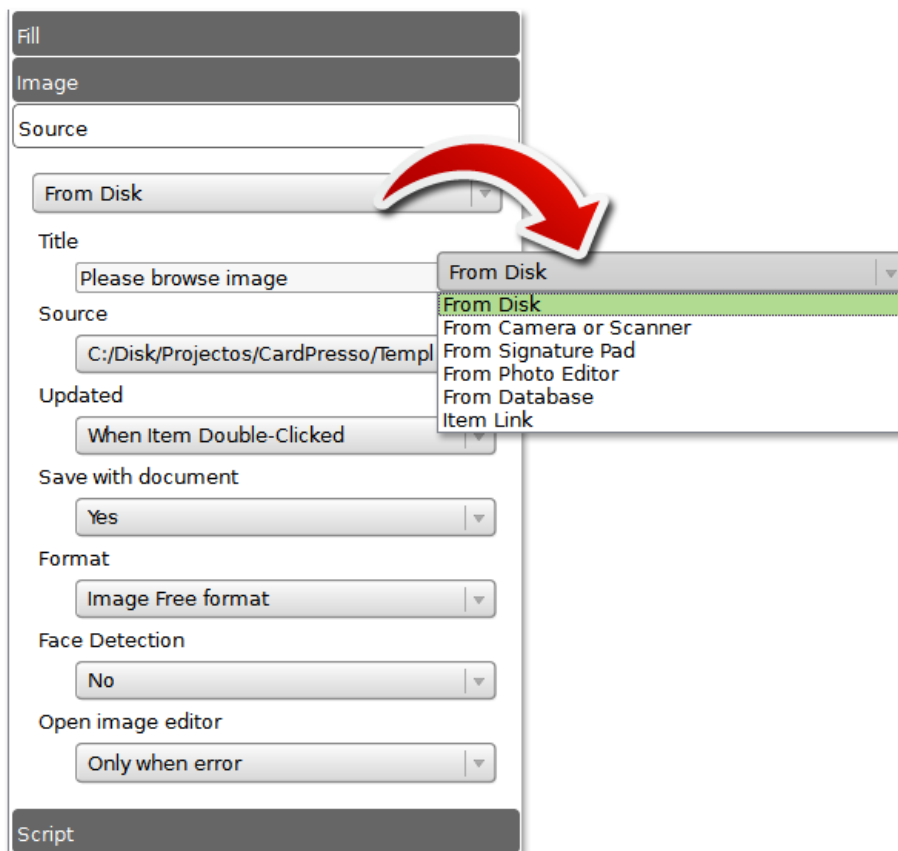 Fill
Image
Source
From Disk
Title
Please browse image
Source
C:/Disk/Projectos/CardPresso/Templ
Updated
When Item Double-Clicked
Save with document
Yes
Format
Image Free format
Face Detection
No
Open image editor
Only when error
Script
From Disk
From Disk
From Camera or Scanner
From Signature Pad
From Photo Editor
From Database
Item Link